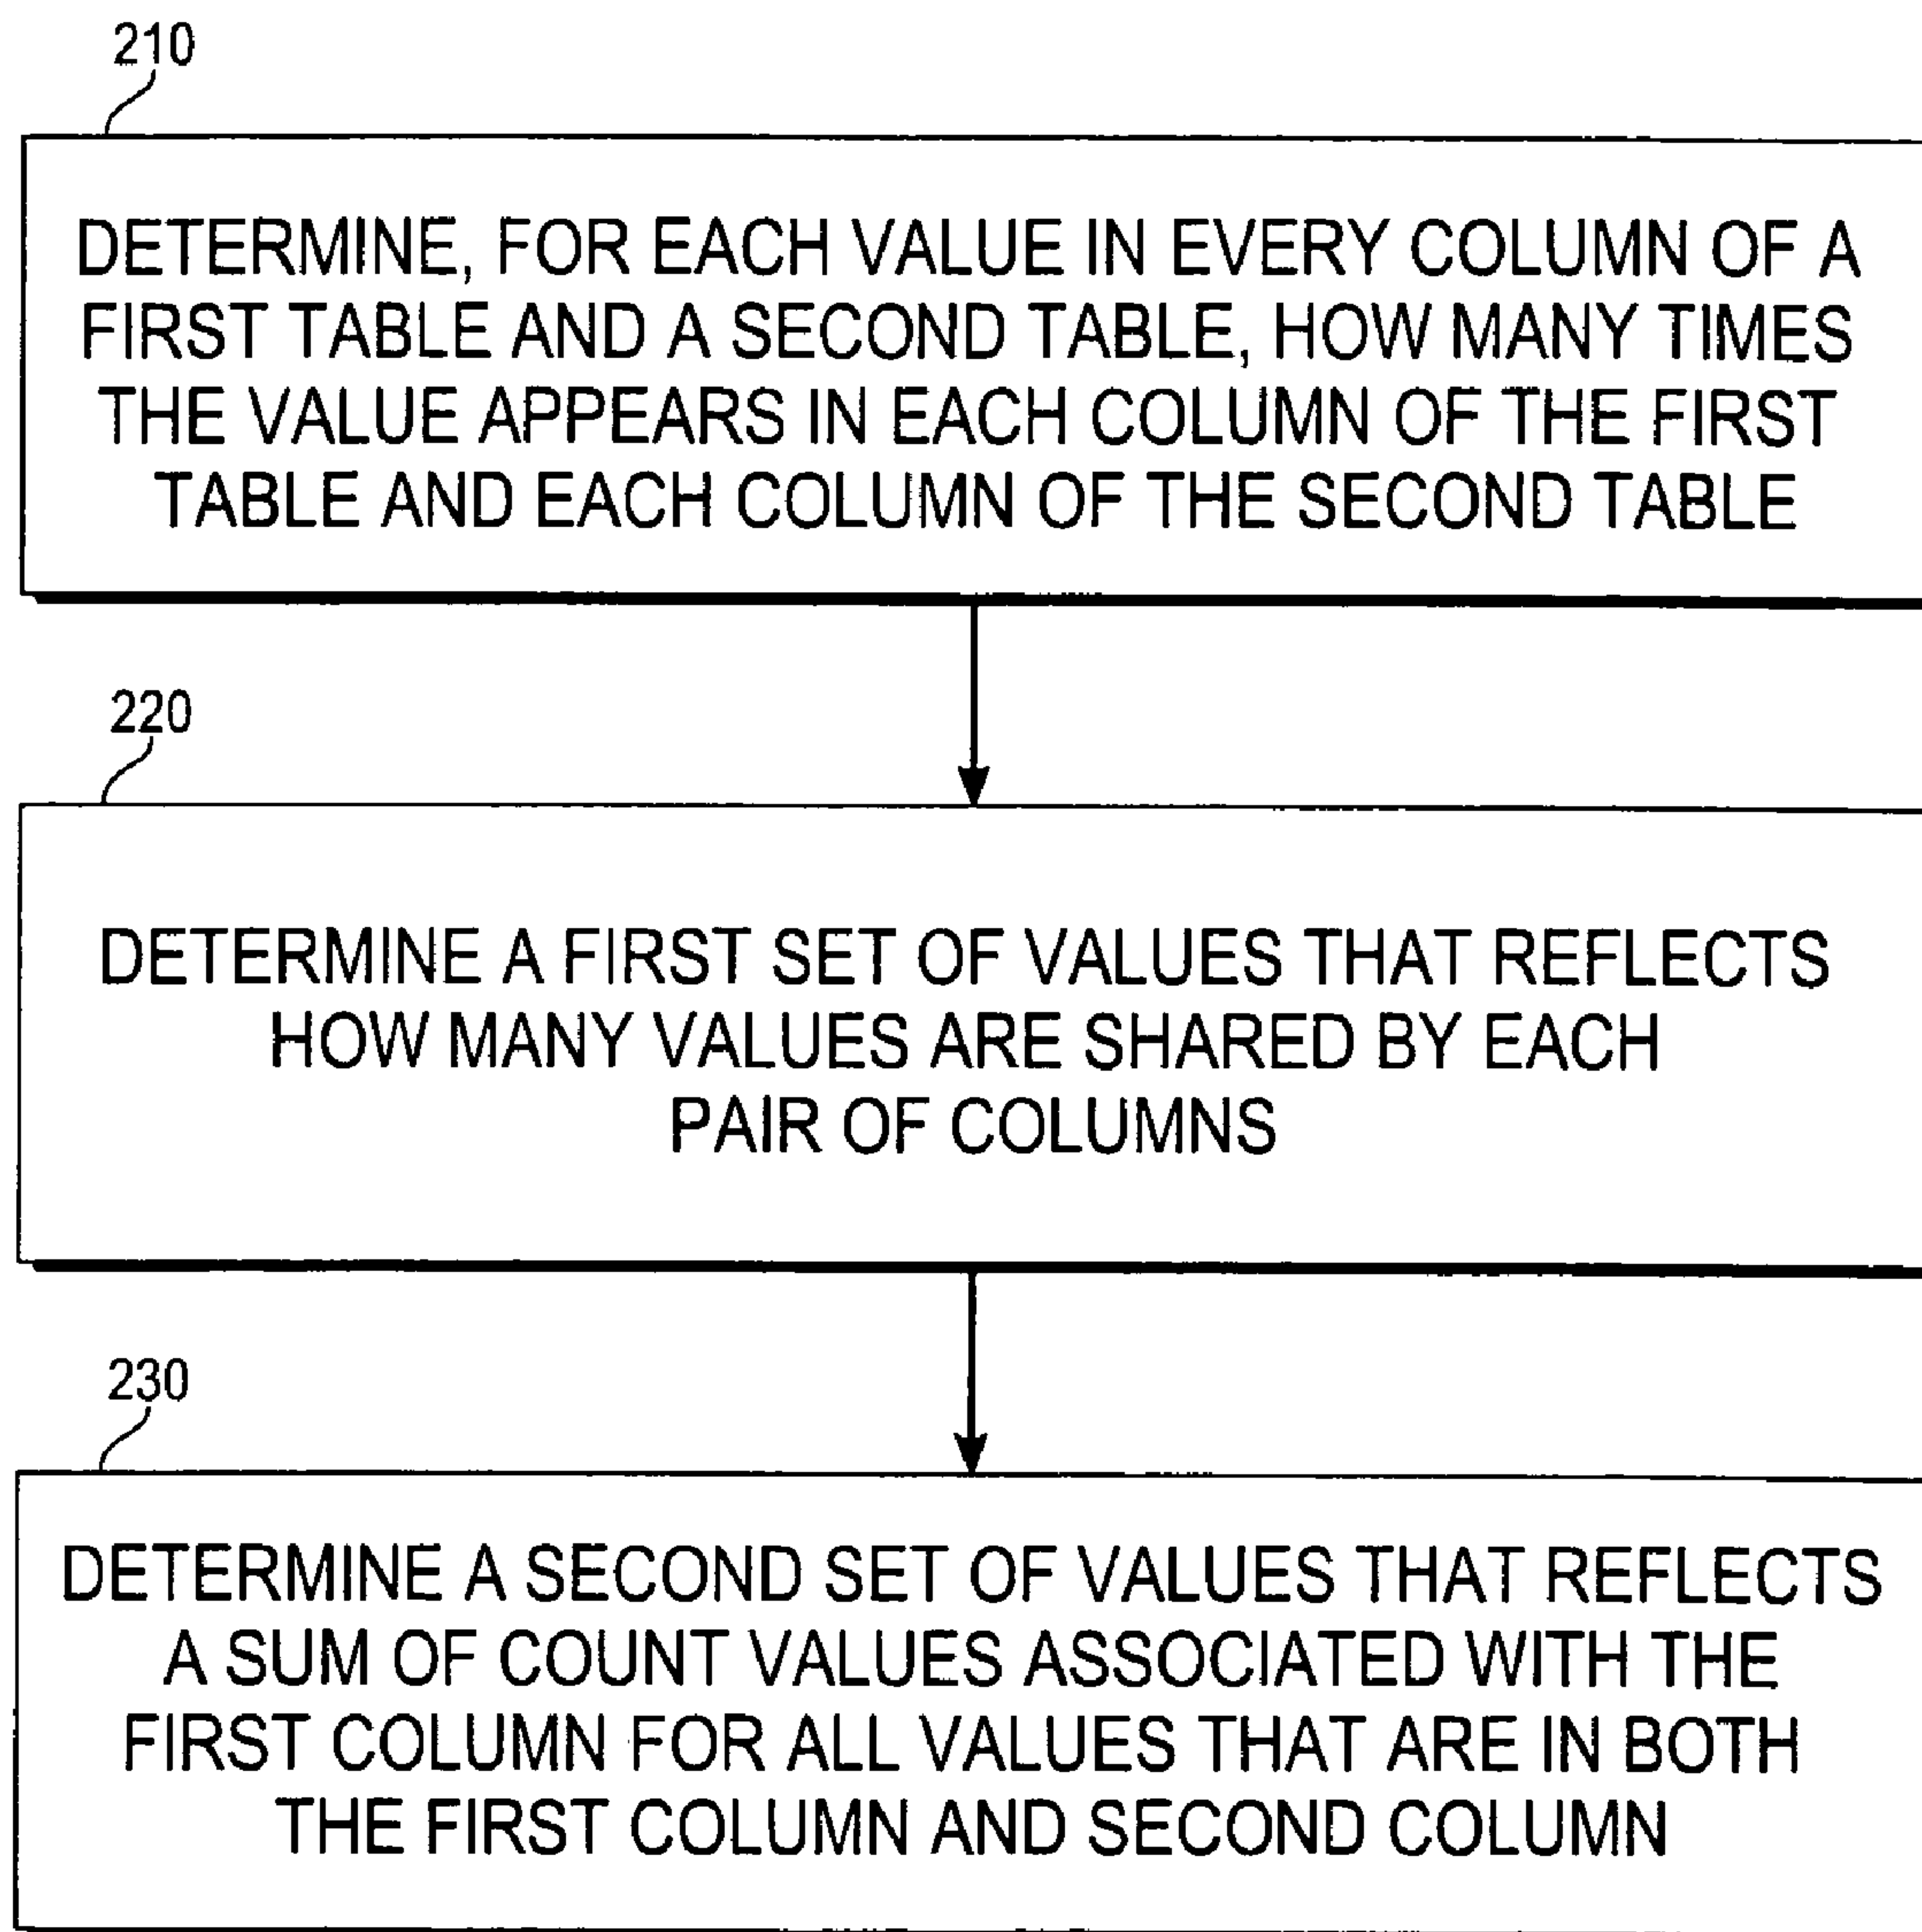 210
DETERMINE, FOR EACH VALUE IN EVERY COLUMN OF A
FIRST TABLE AND A SECOND TABLE, HOW MANY TIMES
THE VALUE APPEARS IN EACH COLUMN OF THE FIRST
TABLE AND EACH COLUMN OF THE SECOND TABLE
220
DETERMINE A FIRST SET OF VALUES THAT REFLECTS
HOW MANY VALUES ARE SHARED BY EACH
PAIR OF COLUMNS
230
DETERMINE A SECOND SET OF VALUES THAT REFLECTS
A SUM OF COUNT VALUES ASSOCIATED WITH THE
FIRST COLUMN FOR ALL VALUES THAT ARE IN BOTH
THE FIRST COLUMN AND SECOND COLUMN